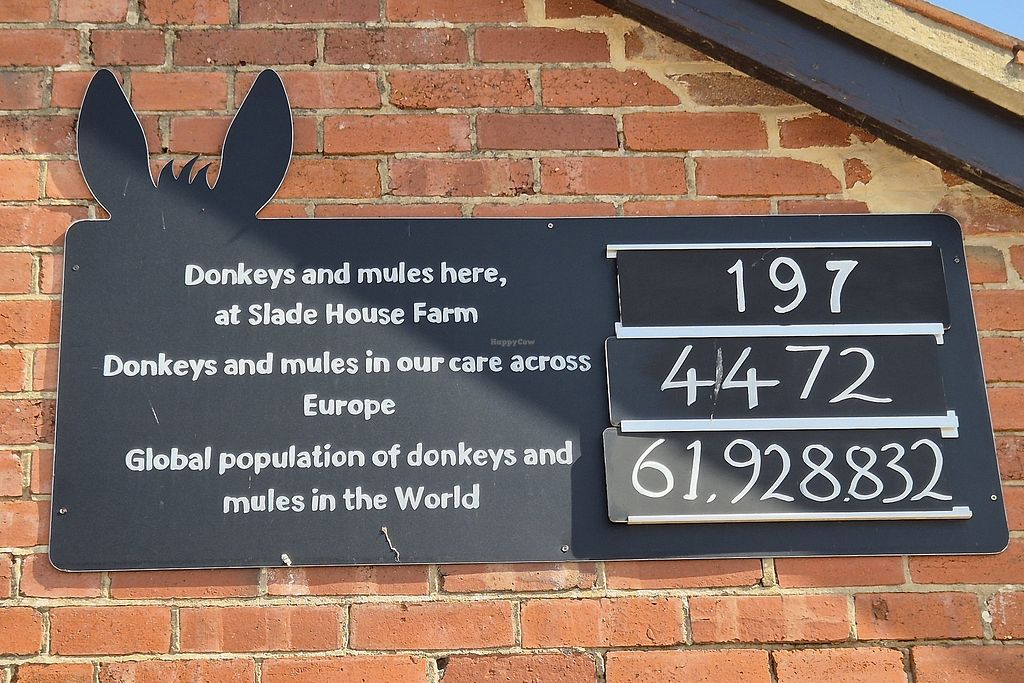 Donkeys and mules here,
at Slade House Farm
197
Donkeys and mules in our care across
Europe
4472
Global population of donkeys and
mules in the World
61,928,832
HappyCow